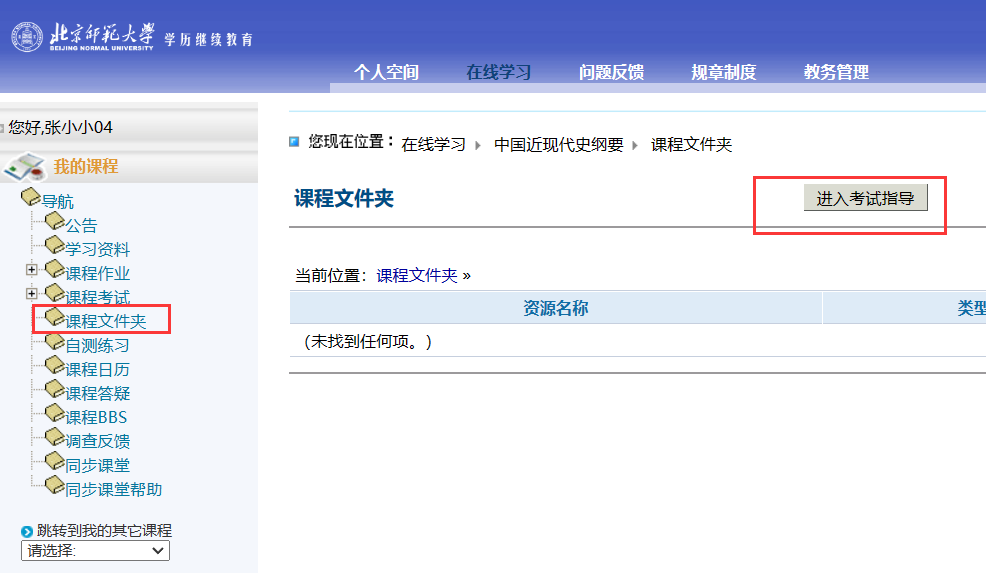 北京师范大学 学历继续教育
BEIJING NORMAL UNIVERSITY
个人空间 在线学习 问题反馈 规章制度 教务管理
您好,张小小04
我的课程
导航
公告
学习资料
课程作业
课程考试
课程文件夹
自测练习
课程日历
课程答疑
课程BBS
调查反馈
同步课堂
同步课堂帮助
跳转到我的其它课程
请选择:
您现在位置： 在线学习 中国近现代史纲要 课程文件夹
课程文件夹
进入考试指导
当前位置：课程文件夹 »
资源名称 类型
（未找到任何项。）